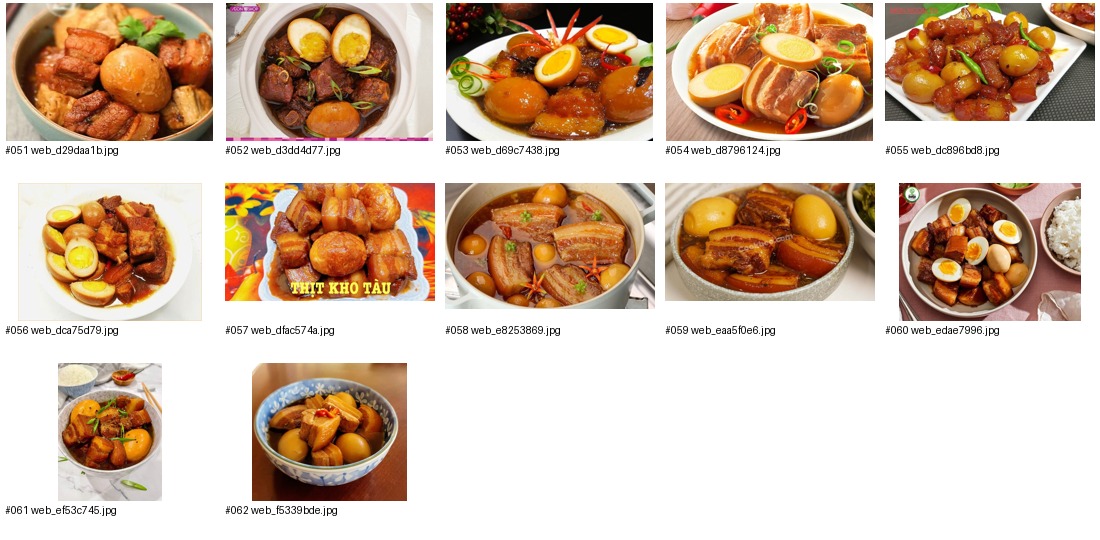 #051 web_d29daa1b.jpg
#052 web_d3dd4d77.jpg
#053 web_d69c7438.jpg
#054 web_d8796124.jpg
#055 web_dc896bd8.jpg
THỊT KHO TÀU
#056 web_dca75d79.jpg
#057 web_dfac574a.jpg
#058 web_e8253869.jpg
#059 web_eaa5f0e6.jpg
#060 web_edae7996.jpg
#061 web_ef53c745.jpg
#062 web_f5339bde.jpg